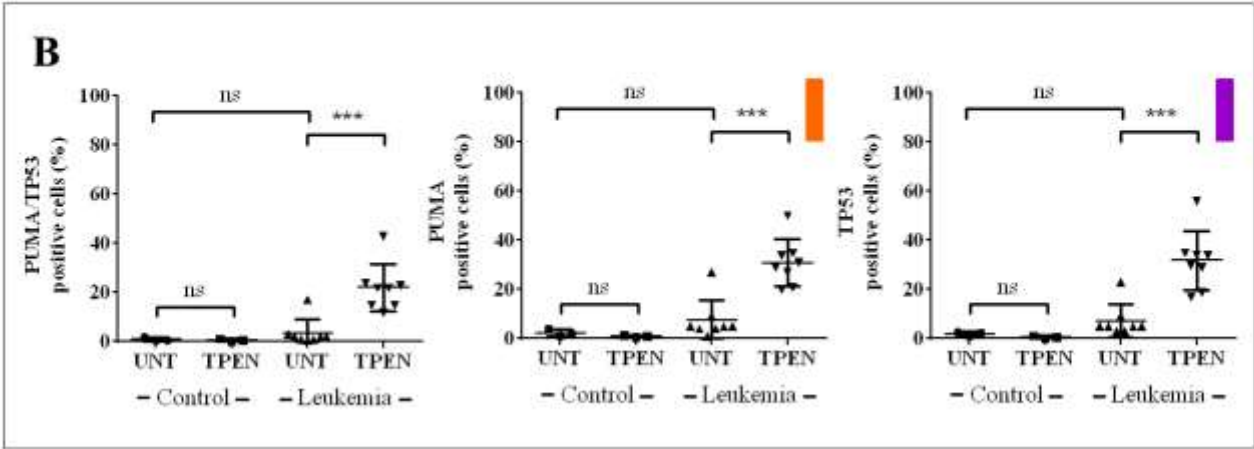 B
PUMA/TP53
positive cells (%)
100
80
60
40
20
0
ns
***
ns
UNT TPEN UNT TPEN
– Control – – Leukemia –
PUMA
positive cells (%)
100
80
60
40
20
0
ns
***
ns
UNT TPEN UNT TPEN
– Control – – Leukemia –
TP53
positive cells (%)
100
80
60
40
20
0
ns
***
ns
UNT TPEN UNT TPEN
– Control – – Leukemia –